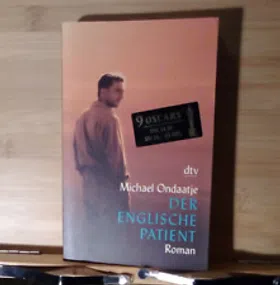 9 OSCARS
dtv
Michael Ondaatje
DER
ENGLISCHE
PATIENT
Roman